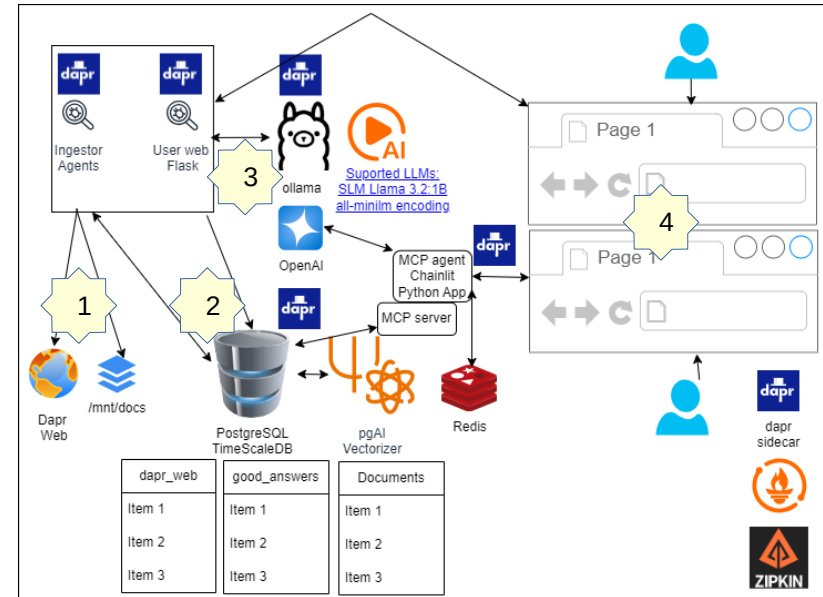 dapr
dapr
dapr
Ingestor
Agents
User web
Flask
3
ollama
AI
Suported LLMs:
SLM Llama 3.2:1B
all-minilm encoding
Page 1
4
Page 1
OpenAI
MCP agent
Chainlit
Python App
dapr
MCP server
1
2
dapr
Dapr
Web
/mnt/docs
PostgreSQL
TimeScaleDB
pgAI
Vectorizer
Redis
dapr
dapr
sidecar
dapr_web
Item 1
Item 2
Item 3
good_answers
Item 1
Item 2
Item 3
Documents
Item 1
Item 2
Item 3
ZIPKIN